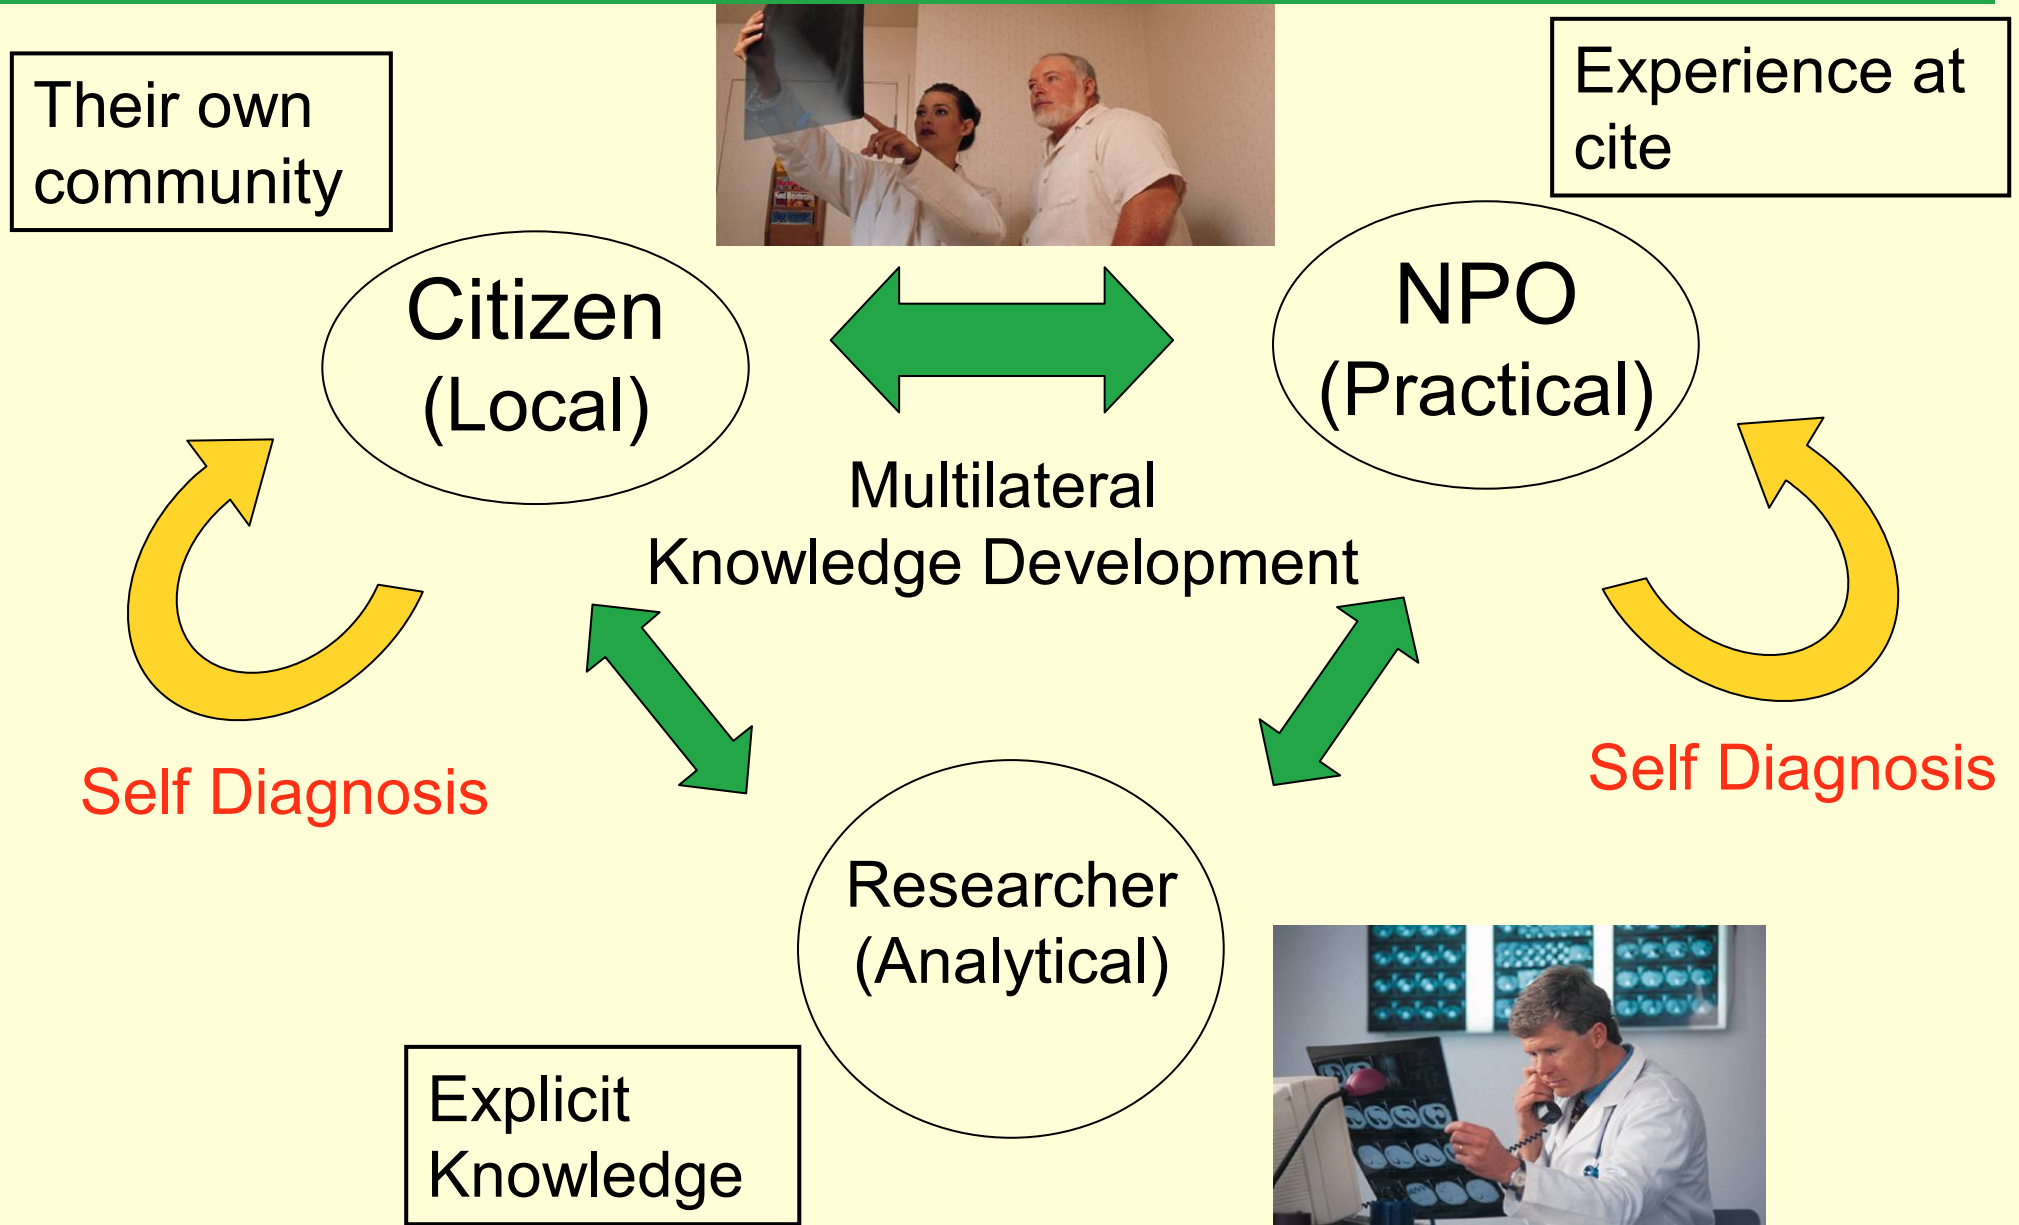 Their own
community
Experience at
cite
Citizen
(Local)
NPO
(Practical)
Multilateral
Knowledge Development
Self Diagnosis
Self Diagnosis
Researcher
(Analytical)
Explicit
Knowledge